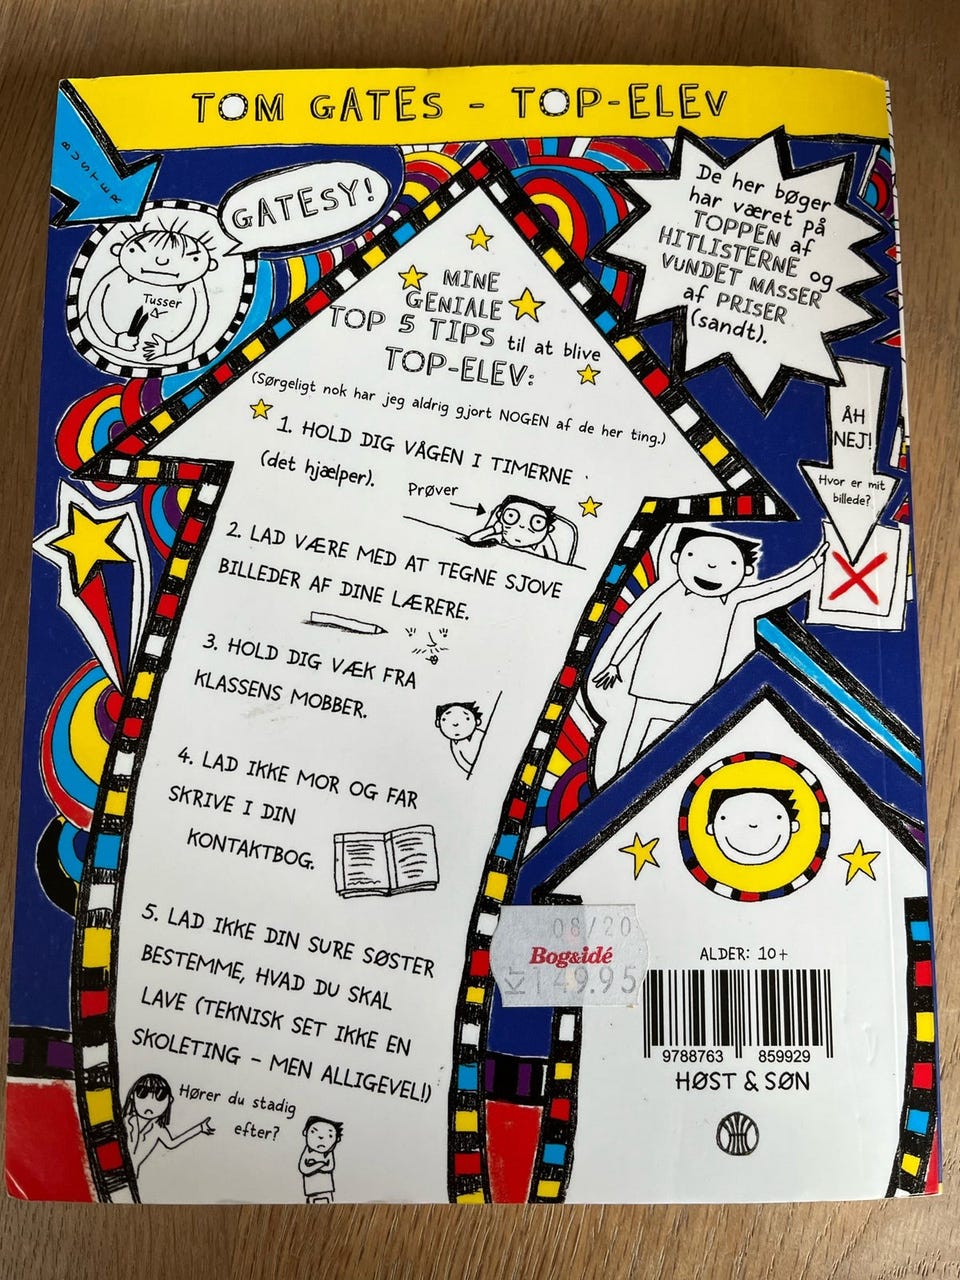 TOM GATES - TOP-ELEV
BUSTER
GATESY!
Tusser
De her bøger
har været på
TOPPEN af
HITLISTERNE og
VUNDET MASSER
af PRISER
(sandt).
MINE
GENIALE
TOP 5 TIPS til at blive
TOP-ELEV:
(Sørgeligt nok har jeg aldrig gjort NOGEN af de her ting.)
1. HOLD DIG VÅGEN I TIMERNE
(det hjælper).
Prøver
ÅH
NEJ!
Hvor er mit
billede?
2. LAD VÆRE MED AT TEGNE SJOVE
BILLEDER AF DINE LÆRERE.
3. HOLD DIG VÆK FRA
KLASSENS MOBBER.
4. LAD IKKE MOR OG FAR
SKRIVE I DIN
KONTAKTBOG.
5. LAD IKKE DIN SURE SØSTER
BESTEMME, HVAD DU SKAL
LAVE (TEKNISK SET IKKE EN
SKOLETING - MEN ALLIGEVEL!)
Hører du stadig
efter?
08/20
Bog&idé
K 149.95
ALDER: 10+
9788763 859929
HØST & SØN